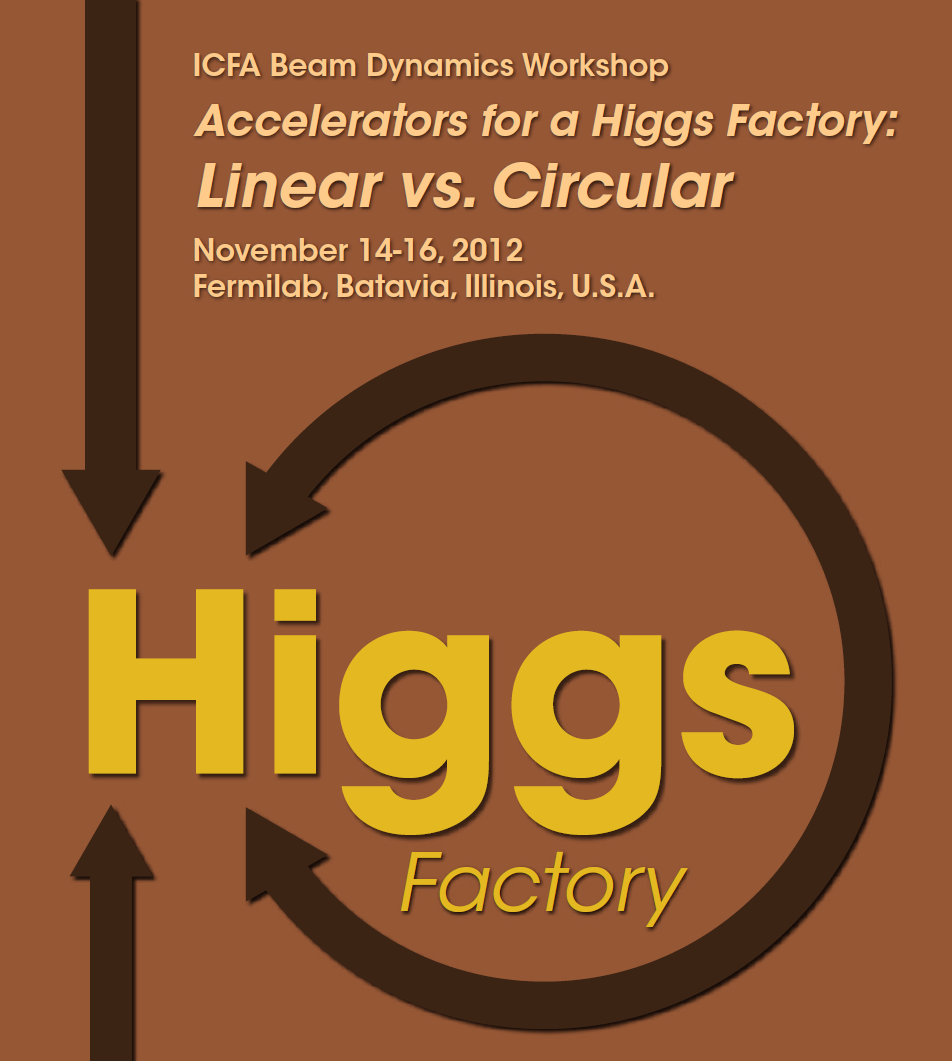 ICFA Beam Dynamics Workshop
Accelerators for a Higgs Factory:
Linear vs. Circular
November 14-16, 2012
Fermilab, Batavia, Illinois, U.S.A.
Higgs
Factory